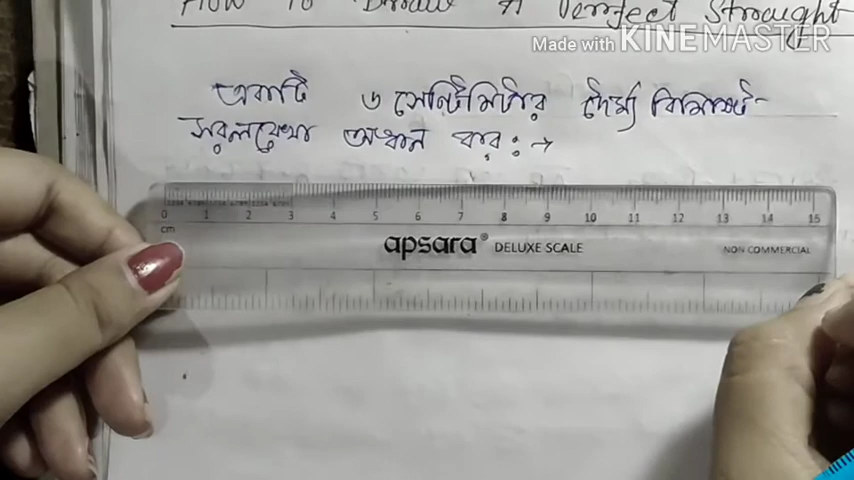 How To Draw A Perfect Straught
Made with KINEMASTER
একটি ৬ সেন্টিমিটার দৈর্ঘ্য বিশিষ্ট
সরলরেখা অঙ্কন কর : →
0 1 2 3 4 5 6 7 8 9 10 11 12 13 14 15
cm
apsara® DELUXE SCALE NON COMMERCIAL